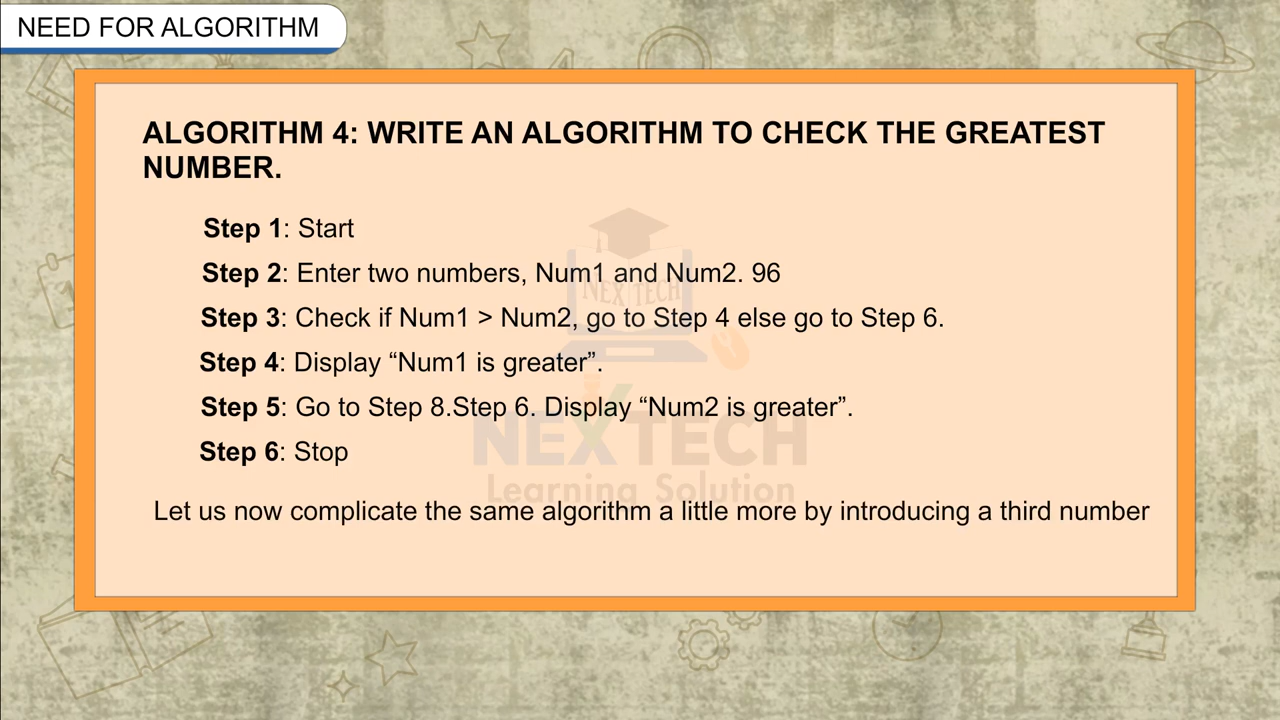 NEED FOR ALGORITHM
ALGORITHM 4: WRITE AN ALGORITHM TO CHECK THE GREATEST
NUMBER.
Step 1: Start
Step 2: Enter two numbers, Num1 and Num2. 96
Step 3: Check if Num1 > Num2, go to Step 4 else go to Step 6.
Step 4: Display “Num1 is greater”.
Step 5: Go to Step 8.Step 6. Display “Num2 is greater”.
Step 6: Stop
Let us now complicate the same algorithm a little more by introducing a third number
NEXTECH
NEXTECH
Learning Solution